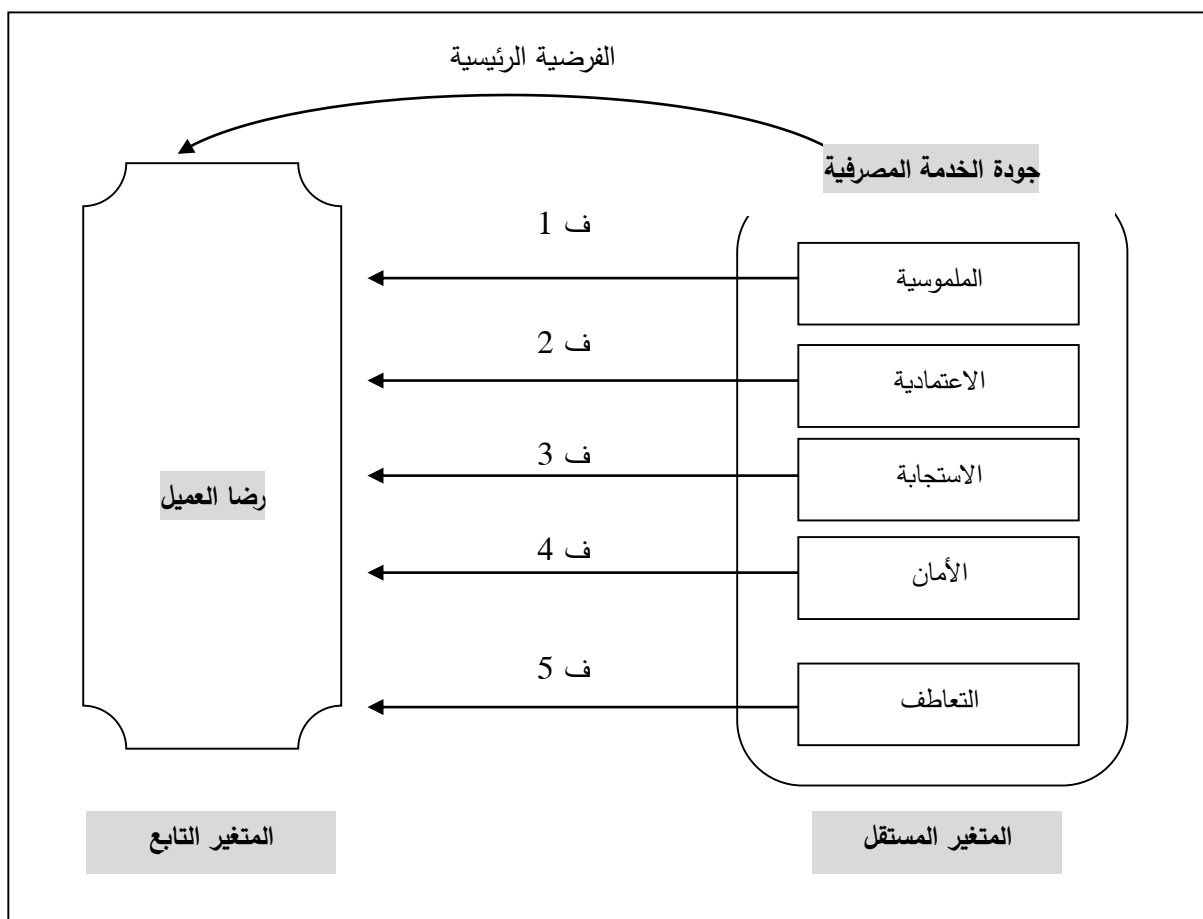 الفرضية الرئيسية
جودة الخدمة المصرفية
ف 1
الملموسية
ف 2
الاعتمادية
ف 3
الاستجابة
رضا العميل
ف 4
الأمان
ف 5
التعاطف
المتغير المستقل
المتغير التابع